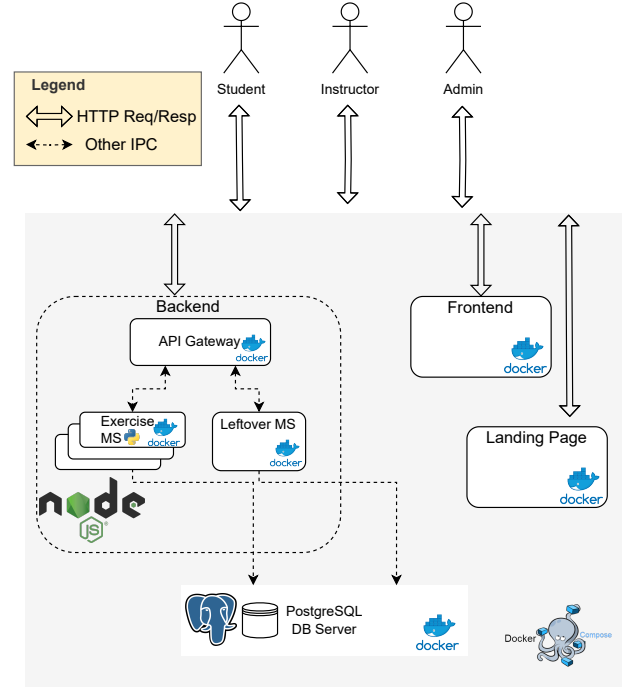 Student
Instructor
Admin
Legend
HTTP Req/Resp
Other IPC
Backend
API Gateway
docker
Exercise
MS
docker
Leftover MS
docker
node
JS®
Frontend
docker
Landing Page
docker
PostgreSQL
DB Server
docker
Docker
Compose